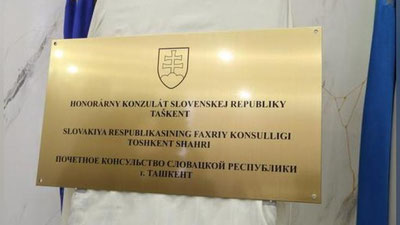 HONORÁRNY KONZULÁT SLOVENSKEJ REPUBLIKY
TAŠKENT
SLOVAKIYA RESPUBLIKASINING FAXRIY KONSULLIGI
TOSHKENT SHAHRI
ПОЧЕТНОЕ КОНСУЛЬСТВО СЛОВАЦКОЙ РЕСПУБЛИКИ
г. ТАШКЕНТ